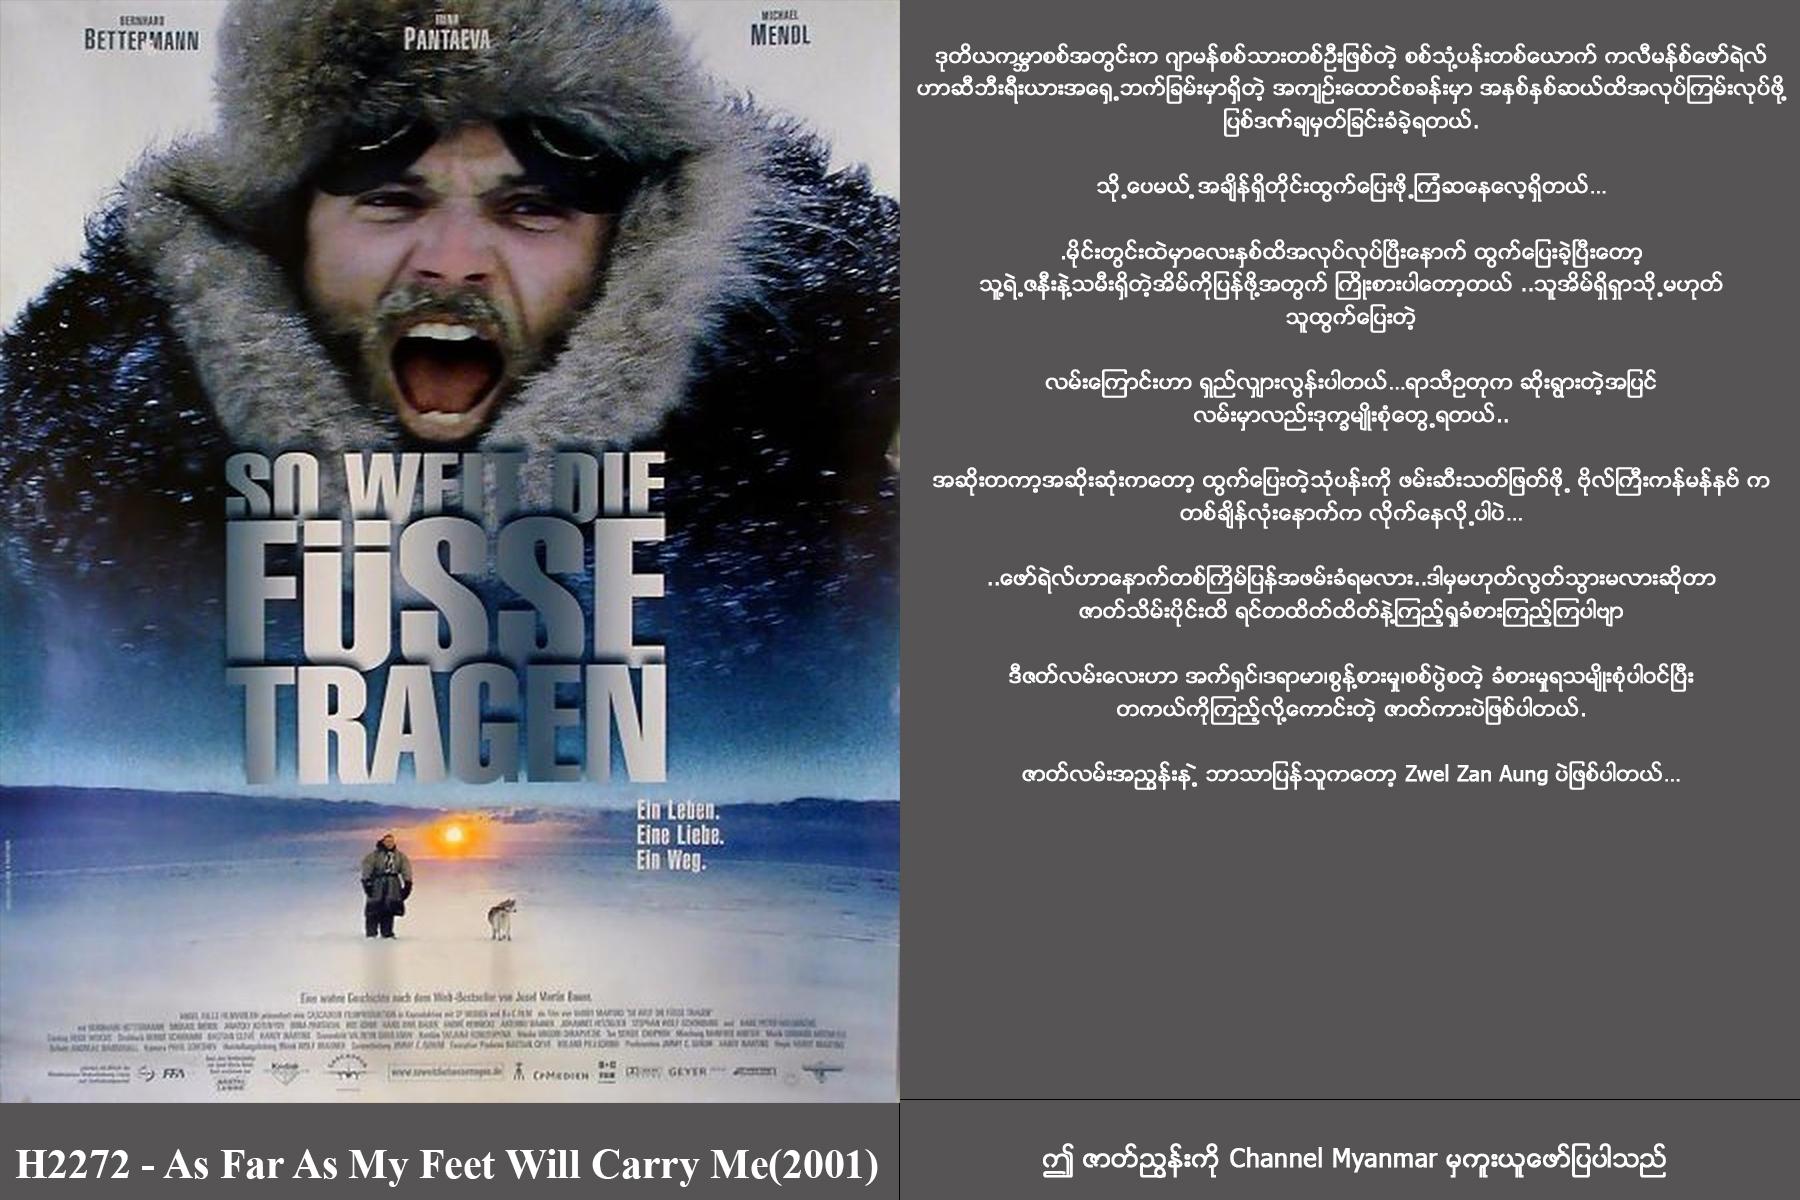 BERNHARD
BETTERMANN
IRINA
PANTAEVA
MICHAEL
MENDL
SO WEIT DIE
FÜSSE
TRAGEN
Ein Leben.
Eine Liebe.
Ein Weg.
Eine wahre Geschichte nach dem Welt-Bestseller von Josef Martin Bauer.
FFA
Kodak
www.soweitdiefuesse­tragen.de
CP MEDIEN
GEYER
H2272 - As Far As My Feet Will Carry Me(2001)
ဒုတိယကမ္ဘာစစ်အတွင်းက ဂျာမန်စစ်သားတစ်ဦးဖြစ်တဲ့ စစ်သုံ့ပန်းတစ်ယောက် ကလီမန်စ်ဖော်ရဲလ်
ဟာဆီဘီးရီးယားအရှေ့ဘက်ခြမ်းမှာရှိတဲ့ အကျဉ်းထောင်စခန်းမှာ အနှစ်နှစ်ဆယ်ထိအလုပ်ကြမ်းလုပ်ဖို့
ပြစ်ဒဏ်ချမှတ်ခြင်းခံခဲ့ရတယ်.
သို့ပေမယ့် အချိန်ရှိတိုင်းထွက်ပြေးဖို့ကြံဆနေလေ့ရှိတယ်...
.မိုင်းတွင်းထဲမှာလေးနှစ်ထိအလုပ်လုပ်ပြီးနောက် ထွက်ပြေးခဲ့ပြီးတော့
သူ့ရဲ့ဇနီးနဲ့သမီးရှိတဲ့အိမ်ကိုပြန်ဖို့အတွက် ကြိုးစားပါတော့တယ် ..သူအိမ်ရှိရှာသို့မဟုတ်
သူထွက်ပြေးတဲ့
လမ်းကြောင်းဟာ ရှည်လျှားလွန်းပါတယ်...ရာသီဥတုက ဆိုးရွားတဲ့အပြင်
လမ်းမှာလည်းဒုက္ခမျိုးစုံတွေ့ရတယ်..
အဆိုးတကာ့အဆိုးဆုံးကတော့ ထွက်ပြေးတဲ့သုံပန်းကို ဖမ်းဆီးသတ်ဖြတ်ဖို့ ဗိုလ်ကြီးကန်မန်နဗ် က
တစ်ချိန်လုံးနောက်က လိုက်နေလို့ပါပဲ...
..ဖော်ရဲလ်ဟာနောက်တစ်ကြိမ်ပြန်အဖမ်းခံရမလား..ဒါမှမဟုတ်လွတ်သွားမလားဆိုတာ
ဇာတ်သိမ်းပိုင်းထိ ရင်တထိတ်ထိတ်နဲ့ကြည့်ရှုခံစားကြည့်ကြပါဗျာ
ဒီဇတ်လမ်းလေးဟာ အက်ရှင်၊ဒရာမာ၊စွန့်စားမှု၊စစ်ပွဲစတဲ့ ခံစားမှုရသမျိုးစုံပါဝင်ပြီး
တကယ်ကိုကြည့်လို့ကောင်းတဲ့ ဇာတ်ကားပဲဖြစ်ပါတယ်.
ဇာတ်လမ်းအညွှန်းနဲ့ ဘာသာပြန်သူကတော့ Zwel Zan Aung ပဲဖြစ်ပါတယ်...
ဤ ဇာတ်ညွှန်းကို Channel Myanmar မှကူးယူဖော်ပြပါသည်